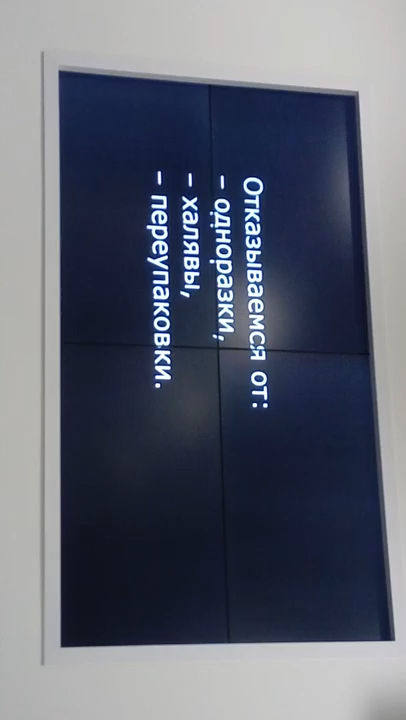 Отказываемся от:
– одноразки,
– халявы,
– переупаковки.